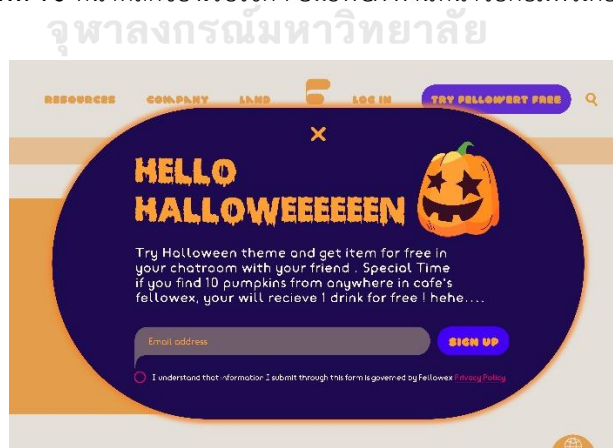 จุฬาลงกรณ์มหาวิทยาลัย
RESOURCES COMPANY LAND LOG IN TRY FELLOWERT FREE
HELLO
HALLOWEEEEEEN
Try Halloween theme and get item for free in
your chatroom with your friend . Special Time
if you find 10 pumpkins from anywhere in cafe's
fellowex, your will recieve 1 drink for free ! hehe....
Email address
SIGN UP
I understand that information I submit through this form is governed by Fellowex Privacy Policy